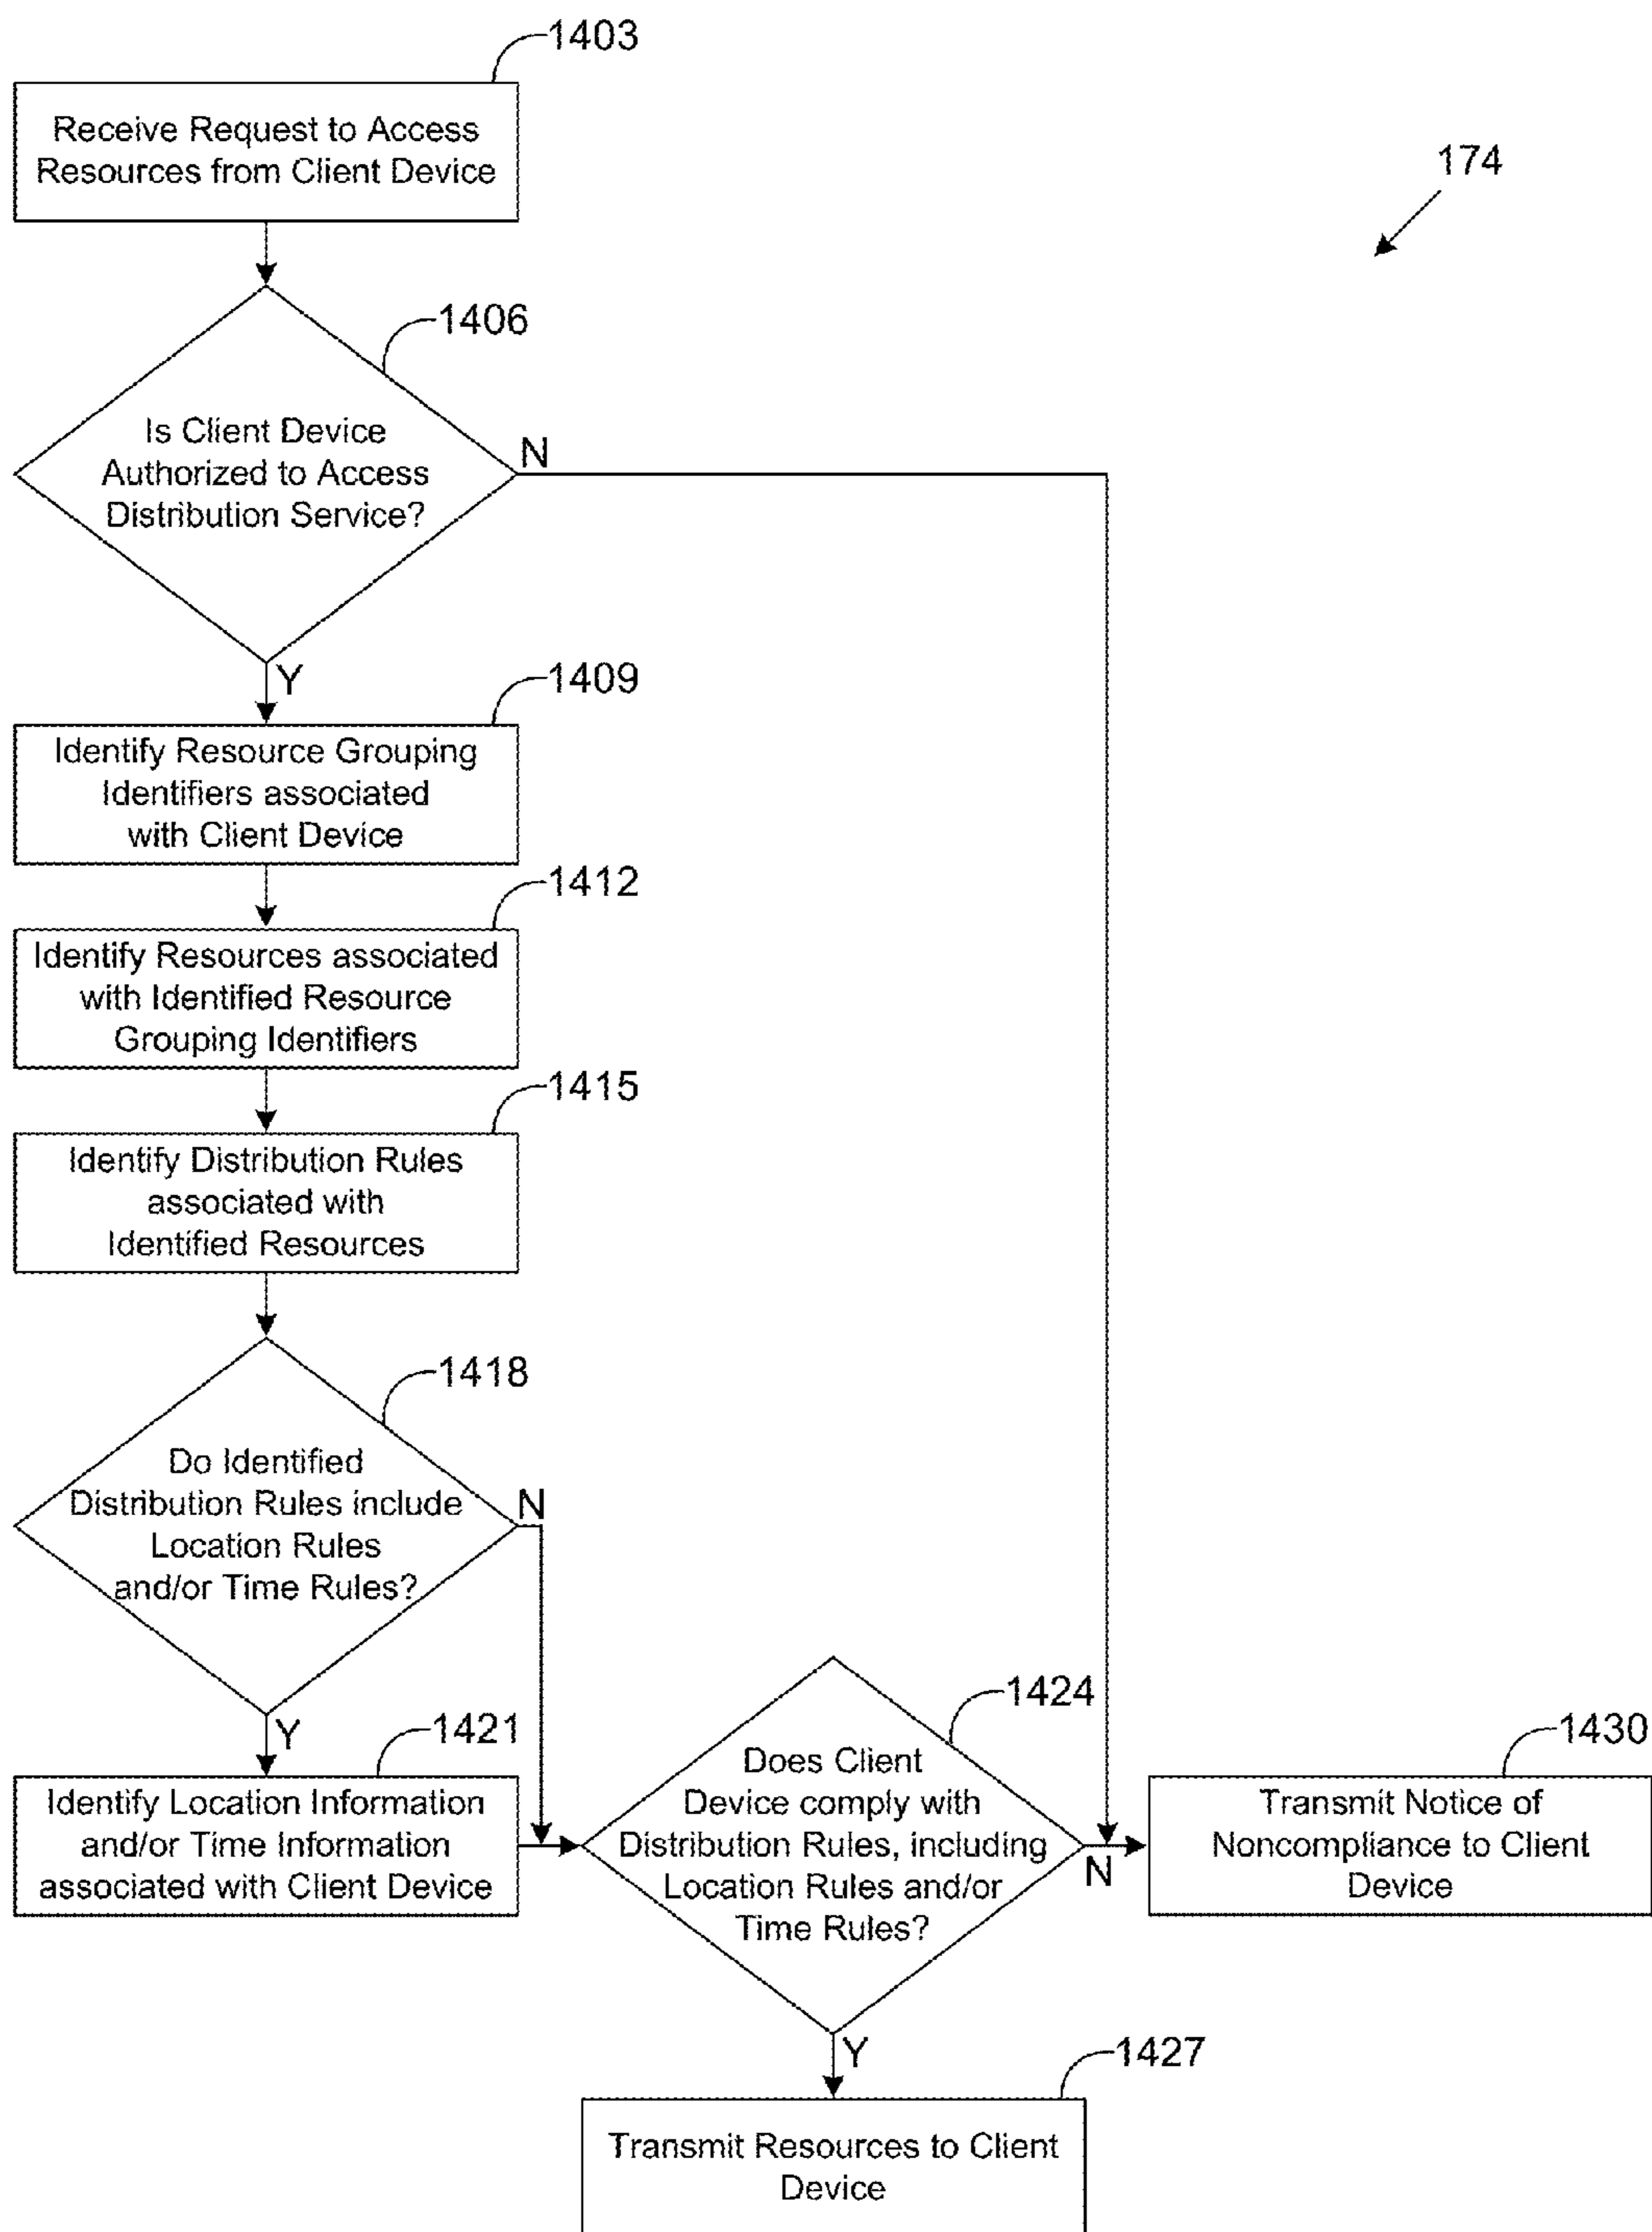 1403
Receive Request to Access
Resources from Client Device
174
1406
Is Client Device
Authorized to Access
Distribution Service?
N
Y
1409
Identify Resource Grouping
Identifiers associated
with Client Device
1412
Identify Resources associated
with Identified Resource
Grouping Identifiers
1415
Identify Distribution Rules
associated with
Identified Resources
1418
Do Identified
Distribution Rules include
Location Rules
and/or Time Rules?
N
Y
1421
Identify Location Information
and/or Time Information
associated with Client Device
1424
Does Client
Device comply with
Distribution Rules, including
Location Rules and/or
Time Rules?
N
Y
1430
Transmit Notice of
Noncompliance to Client
Device
1427
Transmit Resources to Client
Device